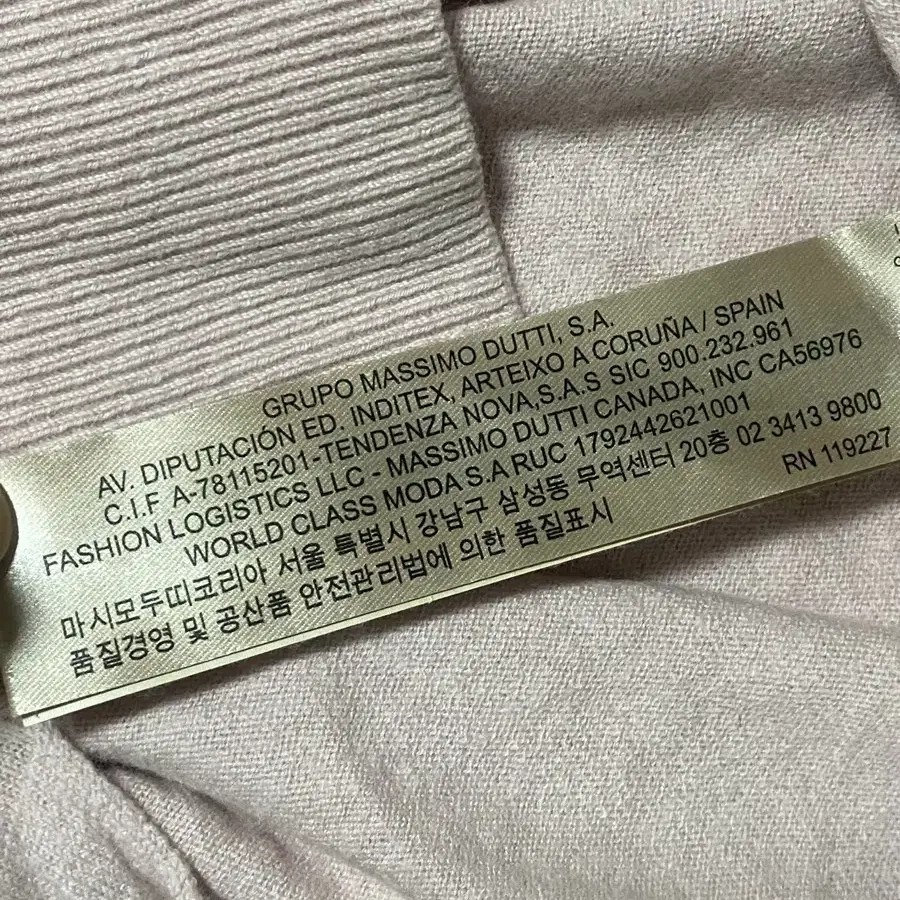 GRUPO MASSIMO DUTTI, S.A.
AV. DIPUTACIÓN ED. INDITEX, ARTEIXO A CORUÑA / SPAIN
C.I.F A-78115201-TENDENZA NOVA,S.A.S SIC 900.232.961
FASHION LOGISTICS LLC - MASSIMO DUTTI CANADA, INC CA56976
WORLD CLASS MODA S.A RUC 1792442621001
마시모두띠코리아 서울 특별시 강남구 삼성동 무역센터 20층 02 3413 9800
품질경영 및 공산품 안전관리법에 의한 품질표시
RN 119227